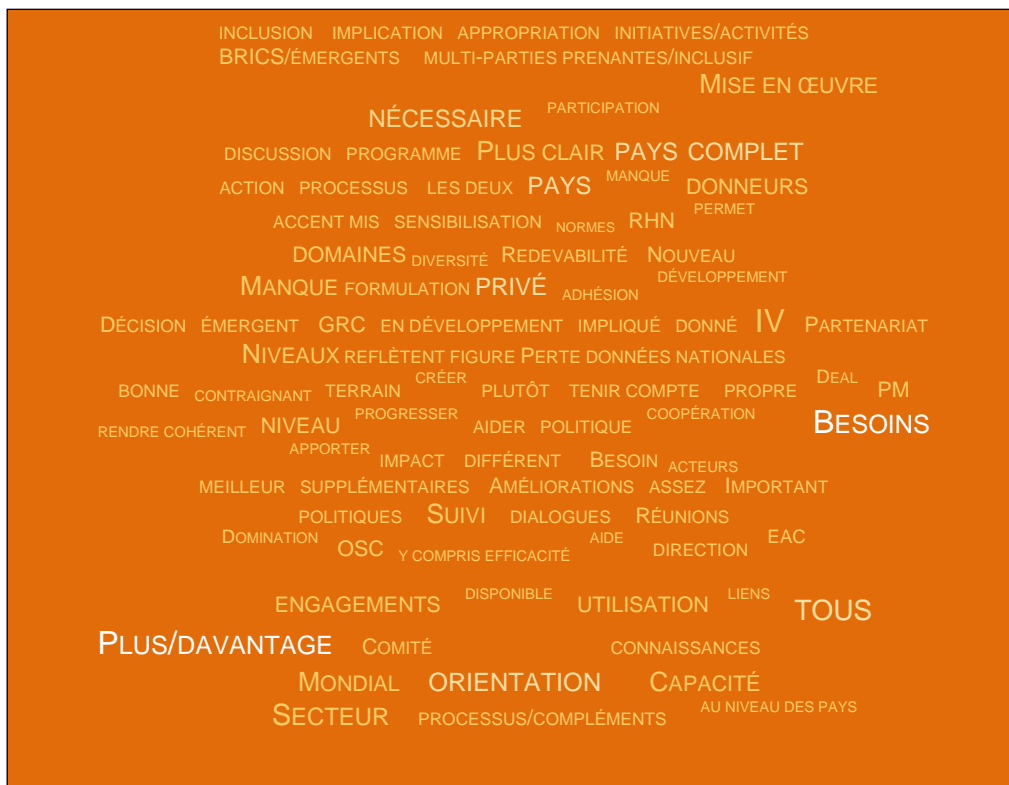 INCLUSION IMPLICATION APPROPRIATION INITIATIVES/ACTIVITÉS
BRICS/ÉMERGENTS MULTI-PARTIES PRENANTES/INCLUSIF
MISE EN ŒUVRE
NÉCESSAIRE PARTICIPATION
DISCUSSION PROGRAMME PLUS CLAIR PAYS COMPLET
ACTION PROCESSUS LES DEUX PAYS MANQUE DONNEURS
ACCENT MIS SENSIBILISATION NORMES RHN PERMET
DOMAINES DIVERSITÉ REDEVABILITÉ NOUVEAU
MANQUE FORMULATION PRIVÉ ADHÉSION DÉVELOPPEMENT
DÉCISION ÉMERGENT GRC EN DÉVELOPPEMENT IMPLIQUÉ DONNÉ IV PARTENARIAT
NIVEAUX REFLÈTENT FIGURE PERTE DONNÉES NATIONALES
BONNE CONTRAIGNANT TERRAIN CRÉER PLUTÔT TENIR COMPTE PROPRE DEAL PM
RENDRE COHÉRENT NIVEAU PROGRESSER AIDER POLITIQUE COOPÉRATION BESOINS
APPORTER IMPACT DIFFÉRENT BESOIN ACTEURS
MEILLEUR SUPPLÉMENTAIRES AMÉLIORATIONS ASSEZ IMPORTANT
POLITIQUES SUIVI DIALOGUES RÉUNIONS
DOMINATION OSC Y COMPRIS EFFICACITÉ AIDE DIRECTION EAC
ENGAGEMENTS DISPONIBLE UTILISATION LIENS TOUS
PLUS/DAVANTAGE COMITÉ CONNAISSANCES
MONDIAL ORIENTATION CAPACITÉ
SECTEUR PROCESSUS/COMPLÉMENTS AU NIVEAU DES PAYS